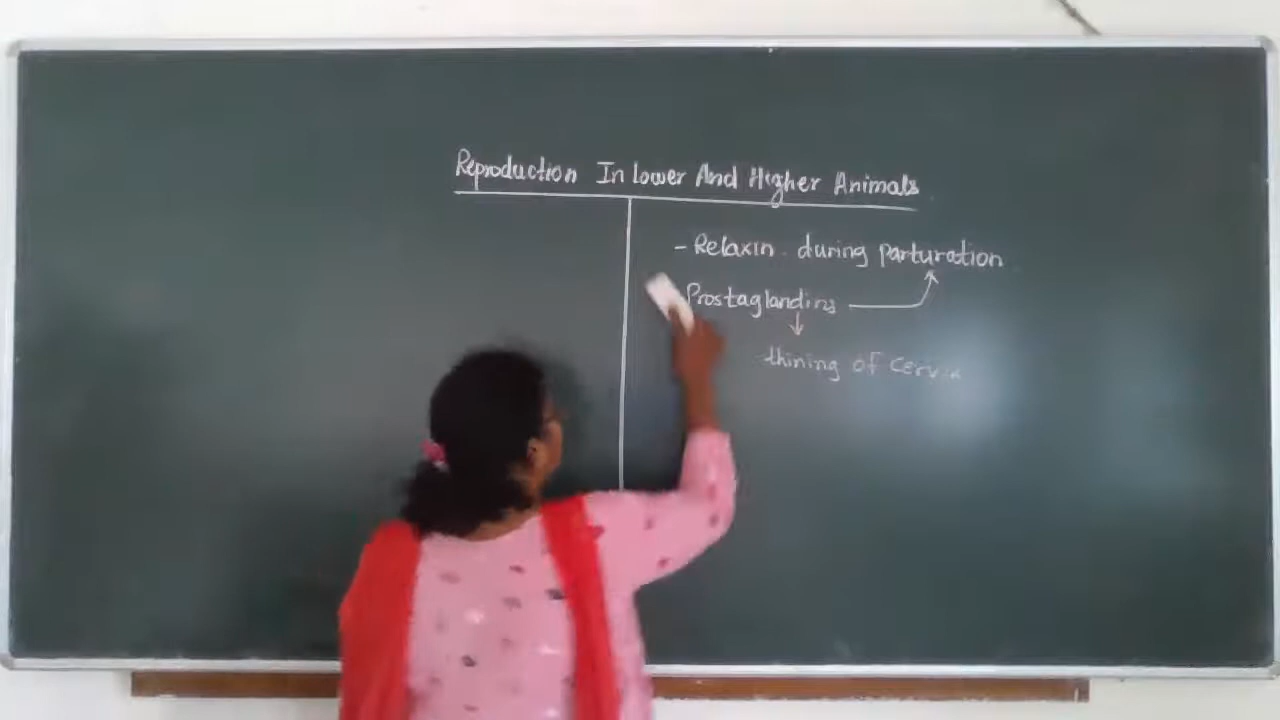 Reproduction In Lower And Higher Animals
- Relaxin during parturation
Prostaglandins
thining of cervix